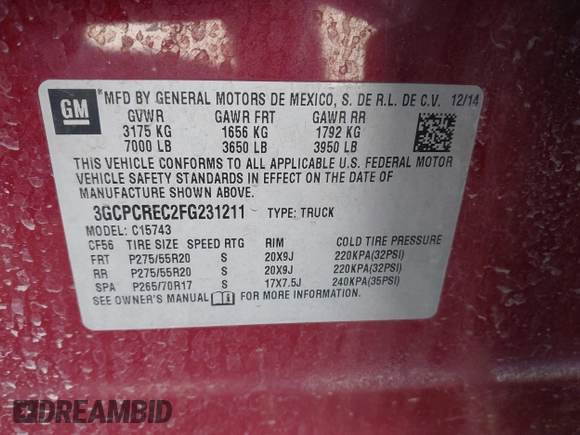 GM *MFD BY GENERAL MOTORS DE MEXICO, S. DE R.L. DE C.V. 12/14
GVWR GAWR FRT GAWR RR
3175 KG 1656 KG 1792 KG
7000 LB 3650 LB 3950 LB
THIS VEHICLE CONFORMS TO ALL APPLICABLE U.S. FEDERAL MOTOR
VEHICLE SAFETY STANDARDS IN EFFECT ON THE DATE OF
MANUFACTURE SHOWN ABOVE.
3GCPCREC2FG231211 TYPE: TRUCK
MODEL: C15743
CF56 TIRE SIZE SPEED RTG RIM COLD TIRE PRESSURE
FRT P275/55R20 S 20X9J 220KPA(32PSI)
RR P275/55R20 S 20X9J 220KPA(32PSI)
SPA P265/70R17 S 17X7.5J 240KPA(35PSI)
SEE OWNER'S MANUAL FOR MORE INFORMATION.
DREAMBID